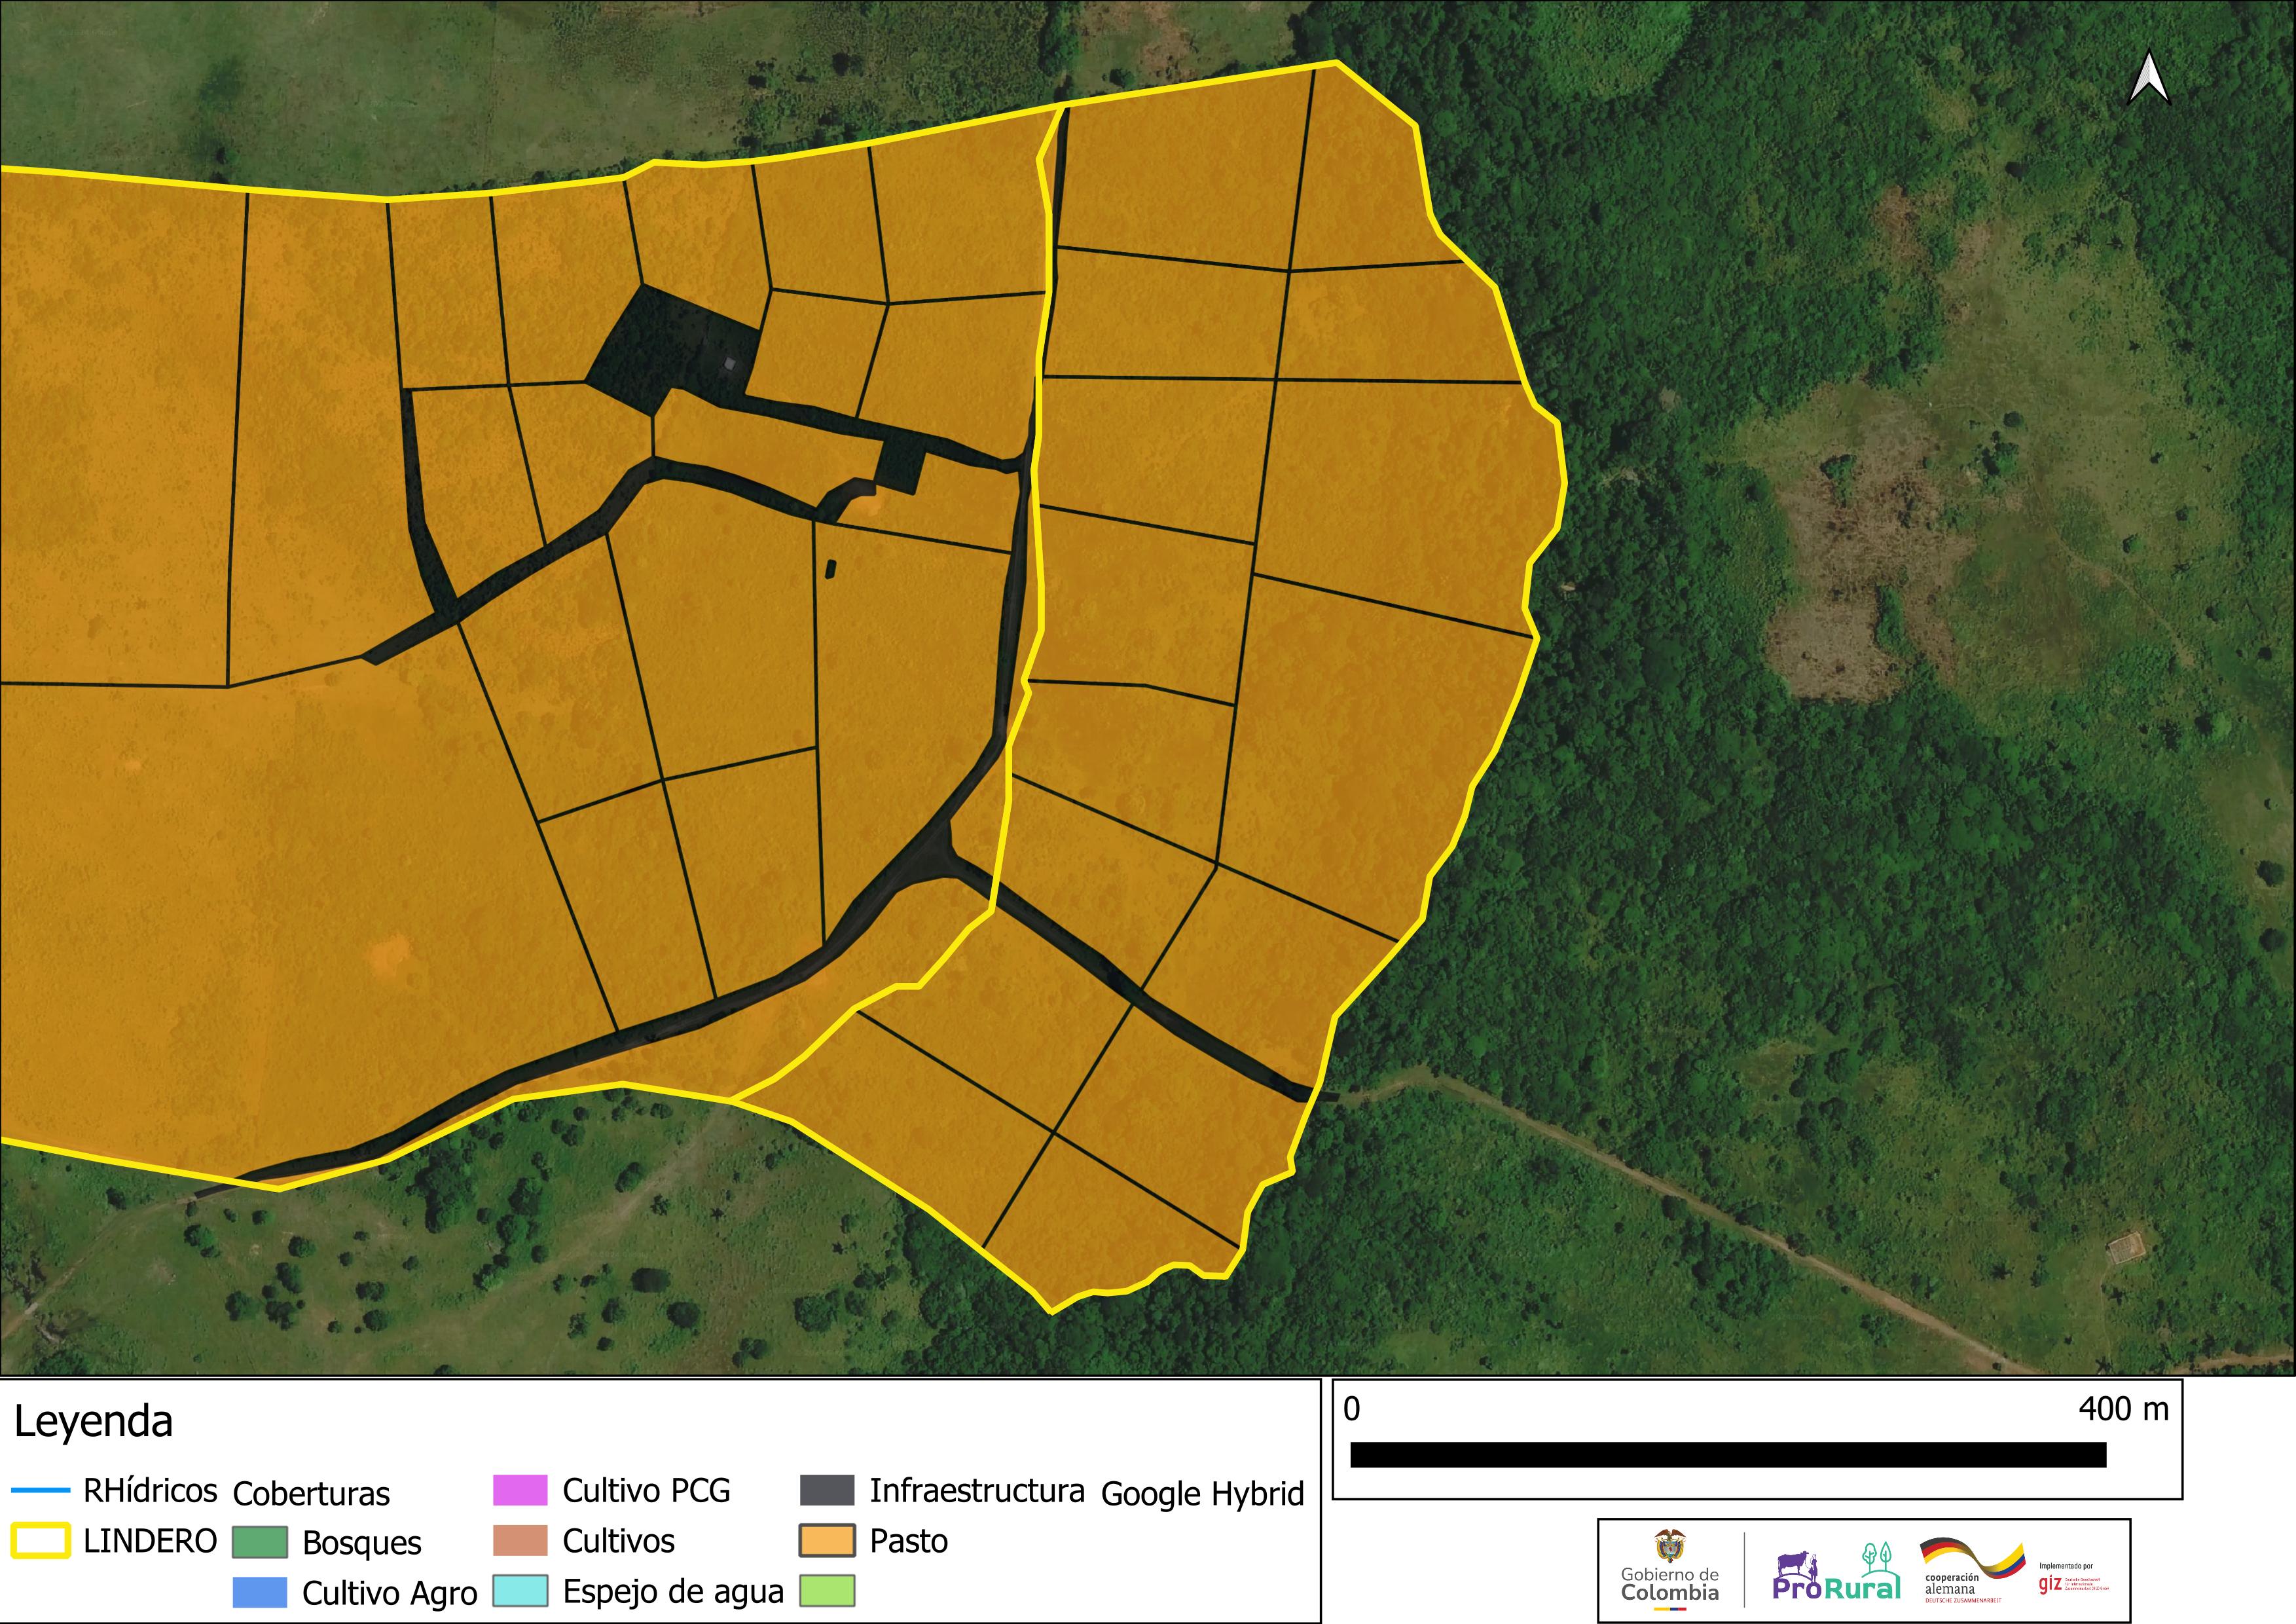 Leyenda
0 400 m
RHídricos
LINDERO
Coberturas
Bosques
Cultivo Agro
Cultivo PCG
Cultivos
Espejo de agua
Infraestructura
Pasto
Google Hybrid
Gobierno de
Colombia
ProRural
cooperación
alemana
DEUTSCHE ZUSAMMENARBEIT
Implementado por
giz